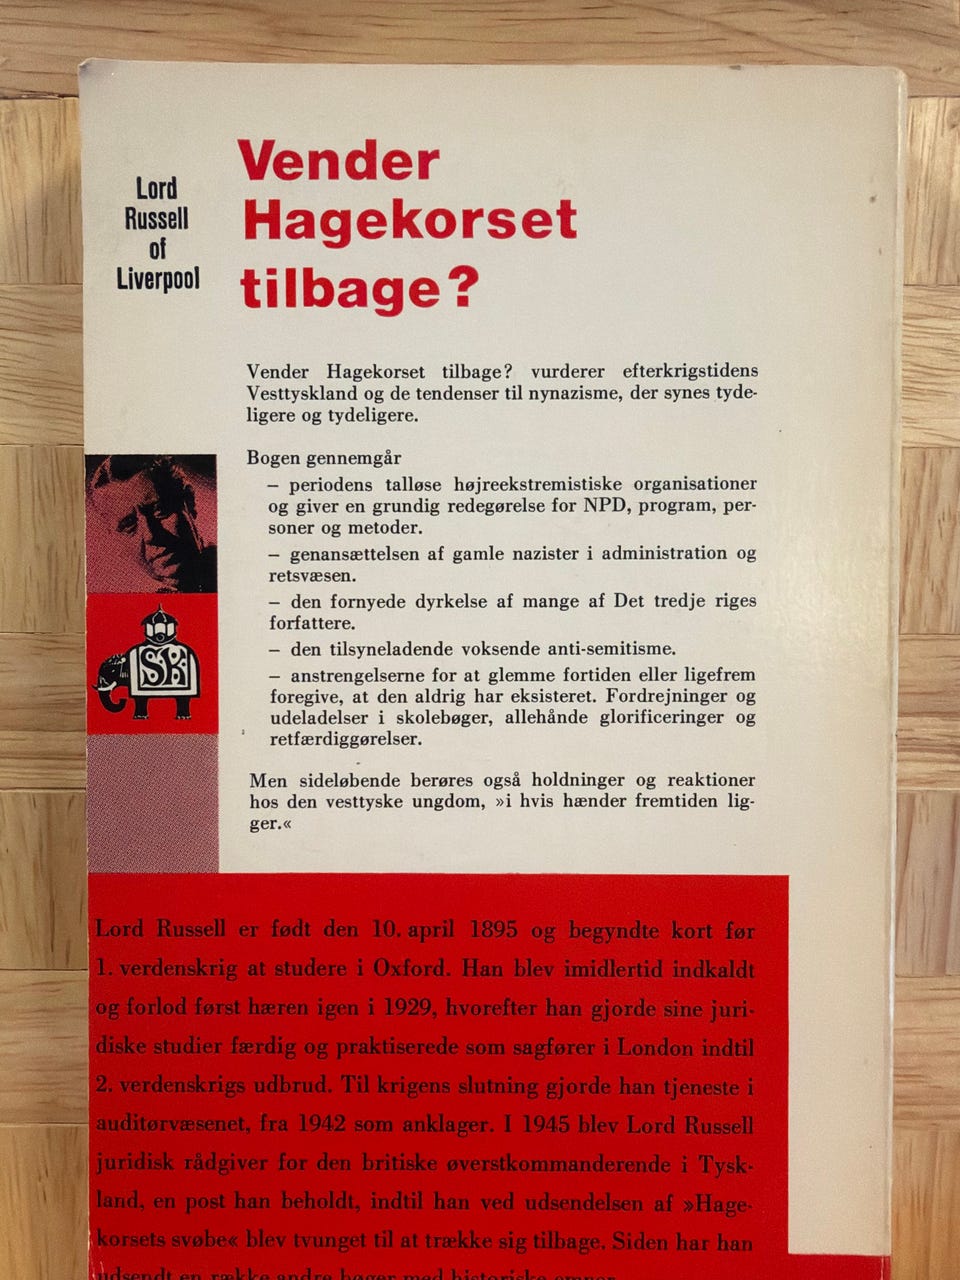 Lord
Russell
of
Liverpool
Vender
Hagekorset
tilbage?
Vender Hagekorset tilbage? vurderer efterkrigstidens
Vesttyskland og de tendenser til nynazisme, der synes tyde-
ligere og tydeligere.
Bogen gennemgår
– periodens talløse højreekstremistiske organisationer
og giver en grundig redegørelse for NPD, program, per-
soner og metoder.
– genansættelsen af gamle nazister i administration og
retsvæsen.
– den fornyede dyrkelse af mange af Det tredje riges
forfattere.
– den tilsyneladende voksende anti-semitisme.
– anstrengelserne for at glemme fortiden eller ligefrem
foregive, at den aldrig har eksisteret. Fordrejninger og
udeladelser i skolebøger, allehånde glorificeringer og
retfærdiggørelser.
Men sideløbende berøres også holdninger og reaktioner
hos den vesttyske ungdom, »i hvis hænder fremtiden lig-
ger.«
SK
Lord Russell er født den 10. april 1895 og begyndte kort før
1. verdenskrig at studere i Oxford. Han blev imidlertid indkaldt
og forlod først hæren igen i 1929, hvorefter han gjorde sine juri-
diske studier færdig og praktiserede som sagfører i London indtil
2. verdenskrigs udbrud. Til krigens slutning gjorde han tjeneste i
auditørvæsenet, fra 1942 som anklager. I 1945 blev Lord Russell
juridisk rådgiver for den britiske øverstkommanderende i Tysk-
land, en post han beholdt, indtil han ved udsendelsen af »Hage-
korsets svøbe« blev tvunget til at trække sig tilbage. Siden har han
udsendt en række andre bøger med historiske emner.